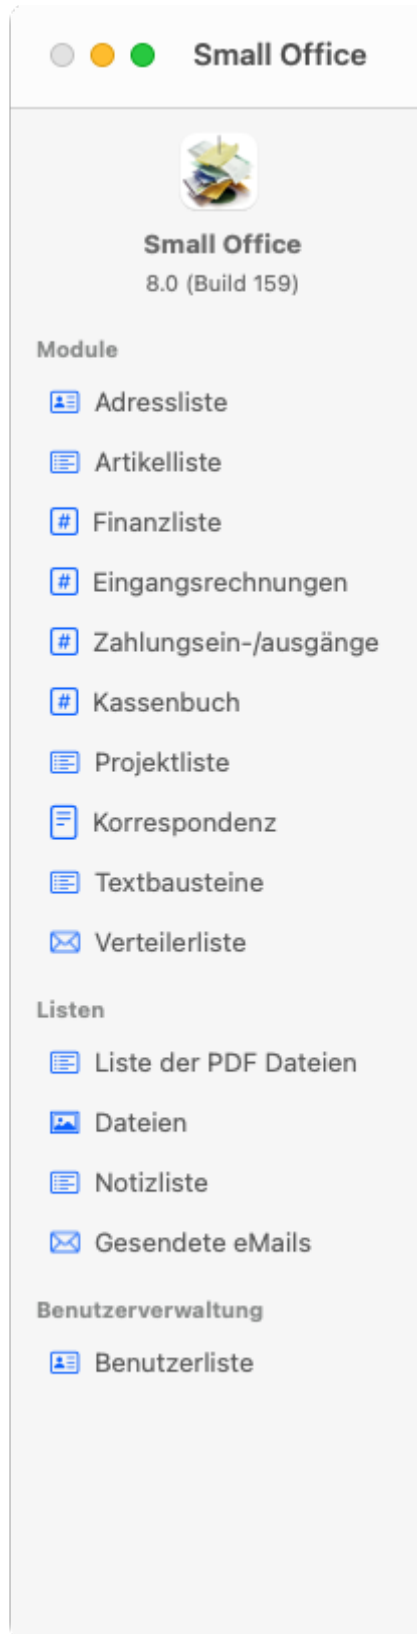 Small Office
Small Office
8.0 (Build 159)
Module
Adressliste
Artikelliste
# Finanzliste
# Eingangsrechnungen
# Zahlungsein-/ausgänge
# Kassenbuch
Projektliste
Korrespondenz
Textbausteine
Verteilerliste
Listen
Liste der PDF Dateien
Dateien
Notizliste
Gesendete eMails
Benutzerverwaltung
Benutzerliste